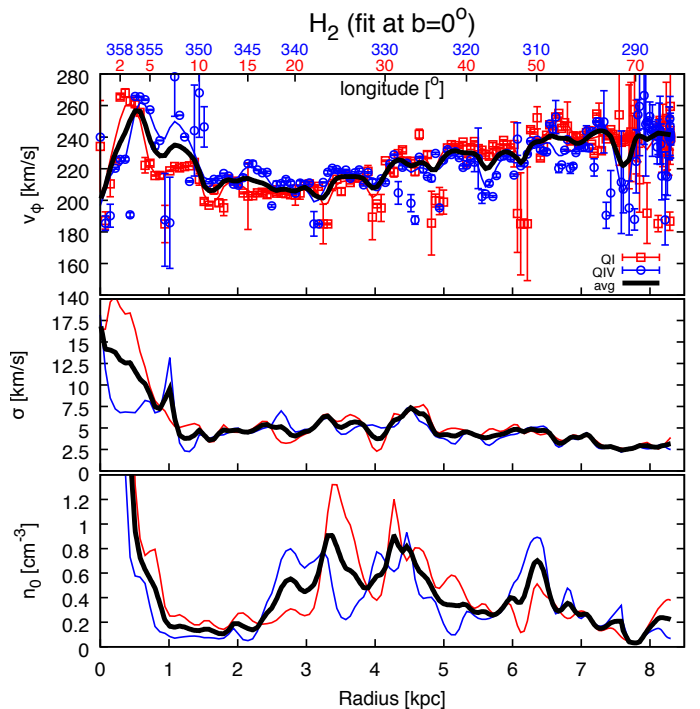 H2 (fit at b=0°)
358 355 350 345 340 330 320 310 290
2 5 10 15 20 30 40 50 70
longitude [°]
280
260
240
220
200
180
160
140
vϕ [km/s]
QI
QIV
avg
20
17.5
15
12.5
10
7.5
5
2.5
0
σ [km/s]
1.2
1
0.8
0.6
0.4
0.2
0
n0 [cm-3]
0 1 2 3 4 5 6 7 8
Radius [kpc]